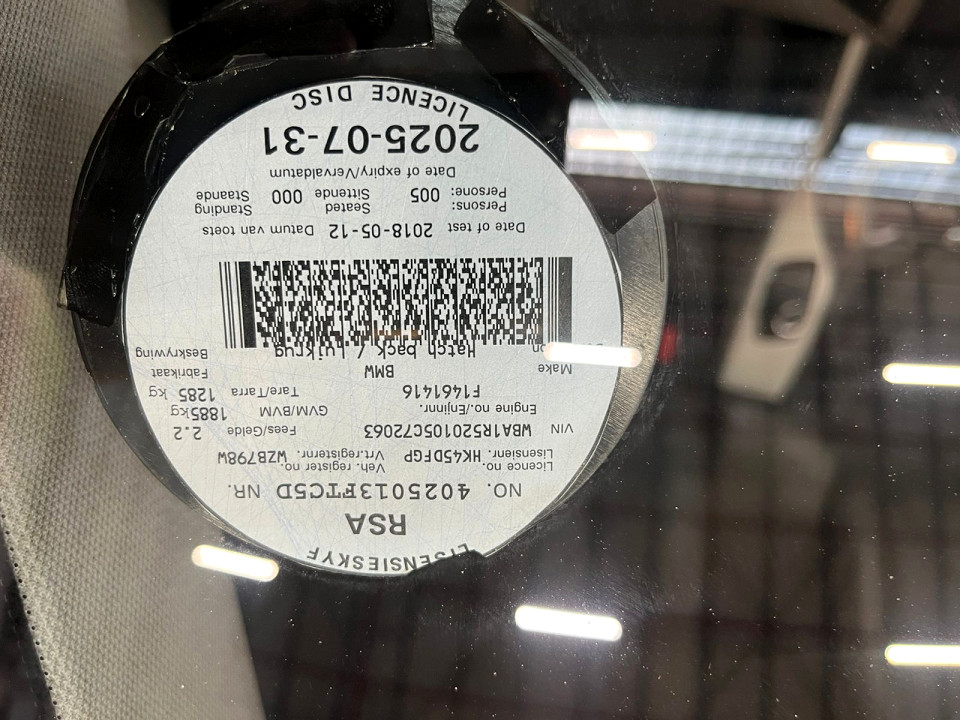 LISENSIESKYF
RSA
NO. 4025013FTC5D NR.
Licence no. Veh. register no.
Lisensienr. HK45DFGP Vrt.registernr. WZB798W
VIN WBA1R520105C72063 Fees/Gelde 2.2
Engine no./Enjinnr. GVM/BVM 1885kg
F1461416 Tare/Tarra 1285 kg
Make BMW Fabrikaat
Hatch back / Luikrug Beskrywing
Date of test 2018-05-12 Datum van toets
Persons: Seated Standing
Persone: 005 Sittende 000 Staande
Date of expiry/Vervaldatum
2025-07-31
LICENCE DISC